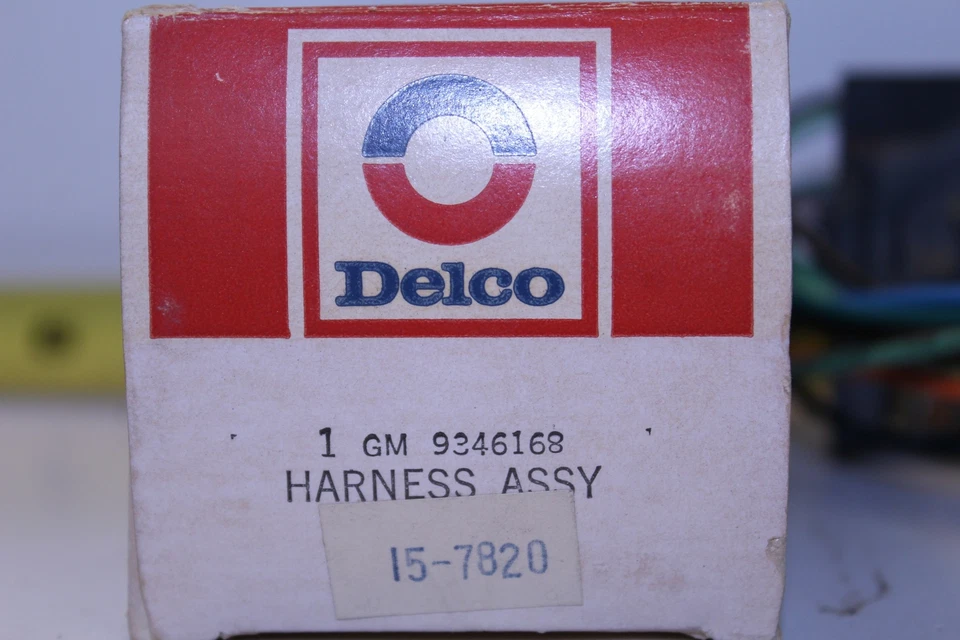 Delco
1 GM 9346168
HARNESS ASSY
15-7820